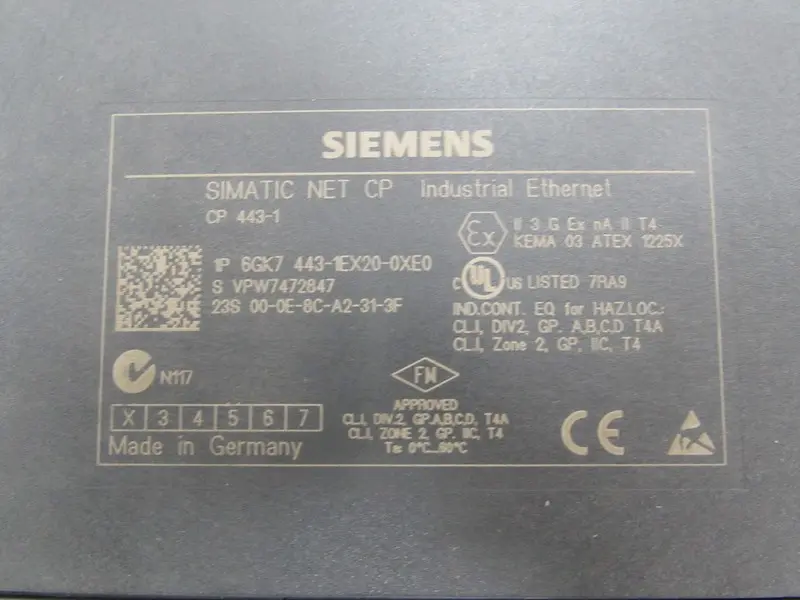 SIEMENS
SIMATIC NET CP Industrial Ethernet
CP 443-1
Ex II 3 G Ex nA II T4
KEMA 03 ATEX 1225X
1P 6GK7 443-1EX20-0XE0
S VPW7472847
23S 00-0E-8C-A2-31-3F
C UL US LISTED 7RA9
IND.CONT. EQ for HAZ.LOC.:
CL.I, DIV2, GP. A,B,C,D T4A
CL.I, Zone 2, GP, IIC, T4
N117
FM
APPROVED
CL.I, DIV.2, GP.A,B,C,D, T4A
CL.I, ZONE 2, GP. IIC, T4
Ta: 0°C...60°C
X 3 4 5 6 7
Made in Germany
CE